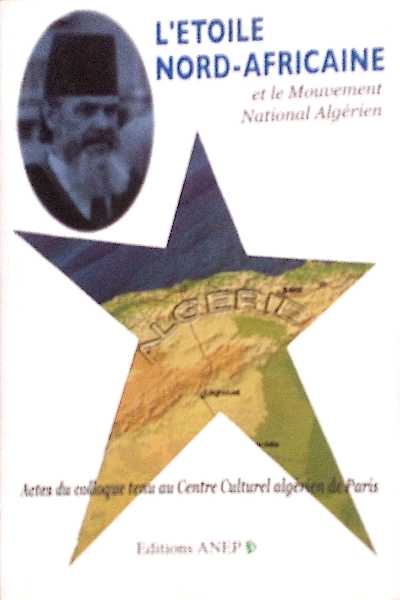 L'ETOILE
NORD-AFRICAINE
et le Mouvement
National Algérien
ALGERIE
Actes du colloque tenu au Centre Culturel algérien de Paris
Editions ANEP